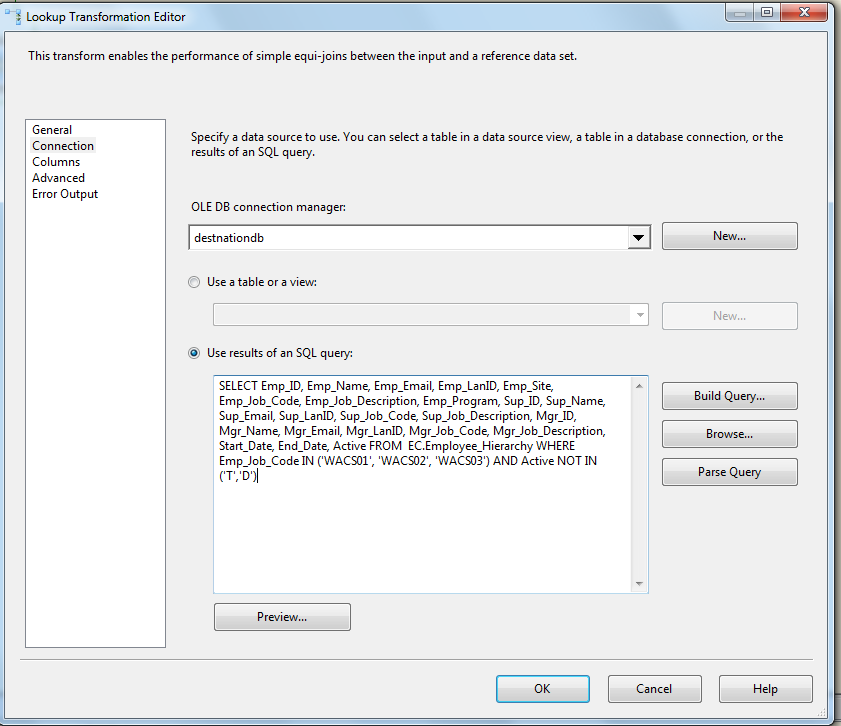 Lookup Transformation Editor
This transform enables the performance of simple equi-joins between the input and a reference data set.
General
Connection
Columns
Advanced
Error Output
Specify a data source to use. You can select a table in a data source view, a table in a database connection, or the
results of an SQL query.
OLE DB connection manager:
destnationdb
New...
Use a table or a view:
New...
Use results of an SQL query:
SELECT Emp_ID, Emp_Name, Emp_Email, Emp_LanID, Emp_Site,
Emp_Job_Code, Emp_Job_Description, Emp_Program, Sup_ID, Sup_Name,
Sup_Email, Sup_LanID, Sup_Job_Code, Sup_Job_Description, Mgr_ID,
Mgr_Name, Mgr_Email, Mgr_LanID, Mgr_Job_Code, Mgr_Job_Description,
Start_Date, End_Date, Active FROM  EC.Employee_Hierarchy WHERE
Emp_Job_Code IN ('WACS01', 'WACS02', 'WACS03') AND Active NOT IN
('T','D')
Build Query...
Browse...
Parse Query
Preview...
OK
Cancel
Help